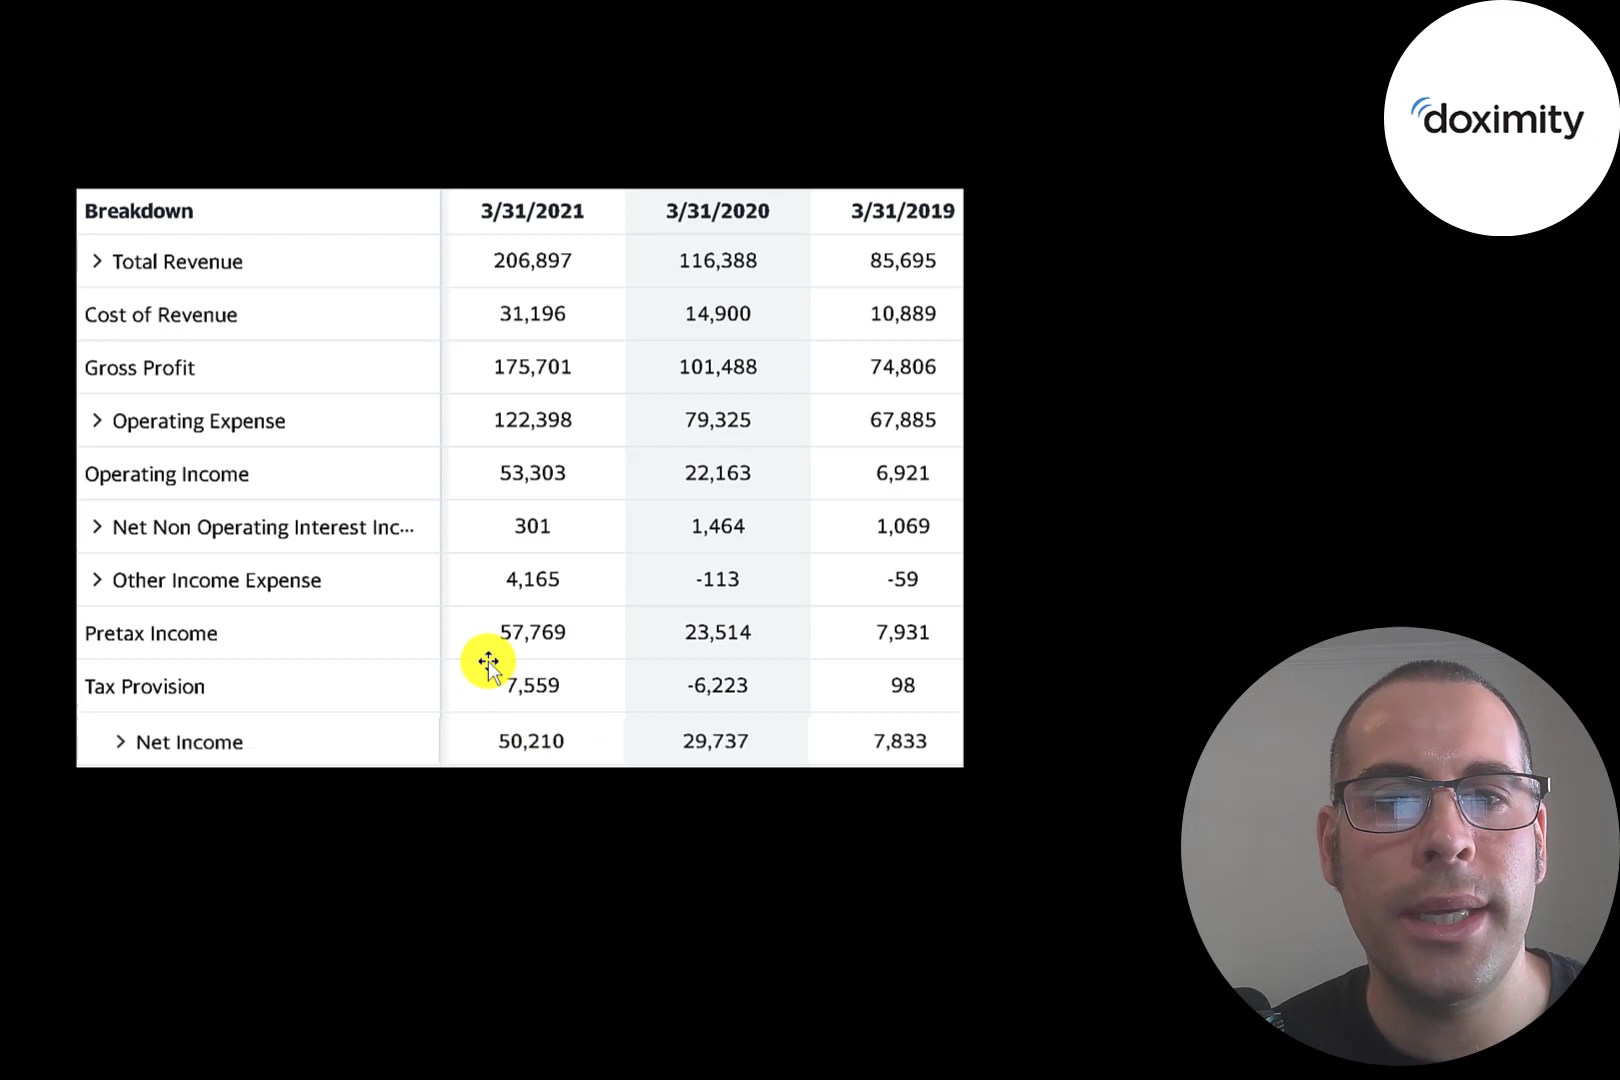 doximity
Breakdown 3/31/2021 3/31/2020 3/31/2019
Total Revenue 206,897 116,388 85,695
Cost of Revenue 31,196 14,900 10,889
Gross Profit 175,701 101,488 74,806
Operating Expense 122,398 79,325 67,885
Operating Income 53,303 22,163 6,921
Net Non Operating Interest Inc... 301 1,464 1,069
Other Income Expense 4,165 -113 -59
Pretax Income 57,769 23,514 7,931
Tax Provision 7,559 -6,223 98
Net Income 50,210 29,737 7,833